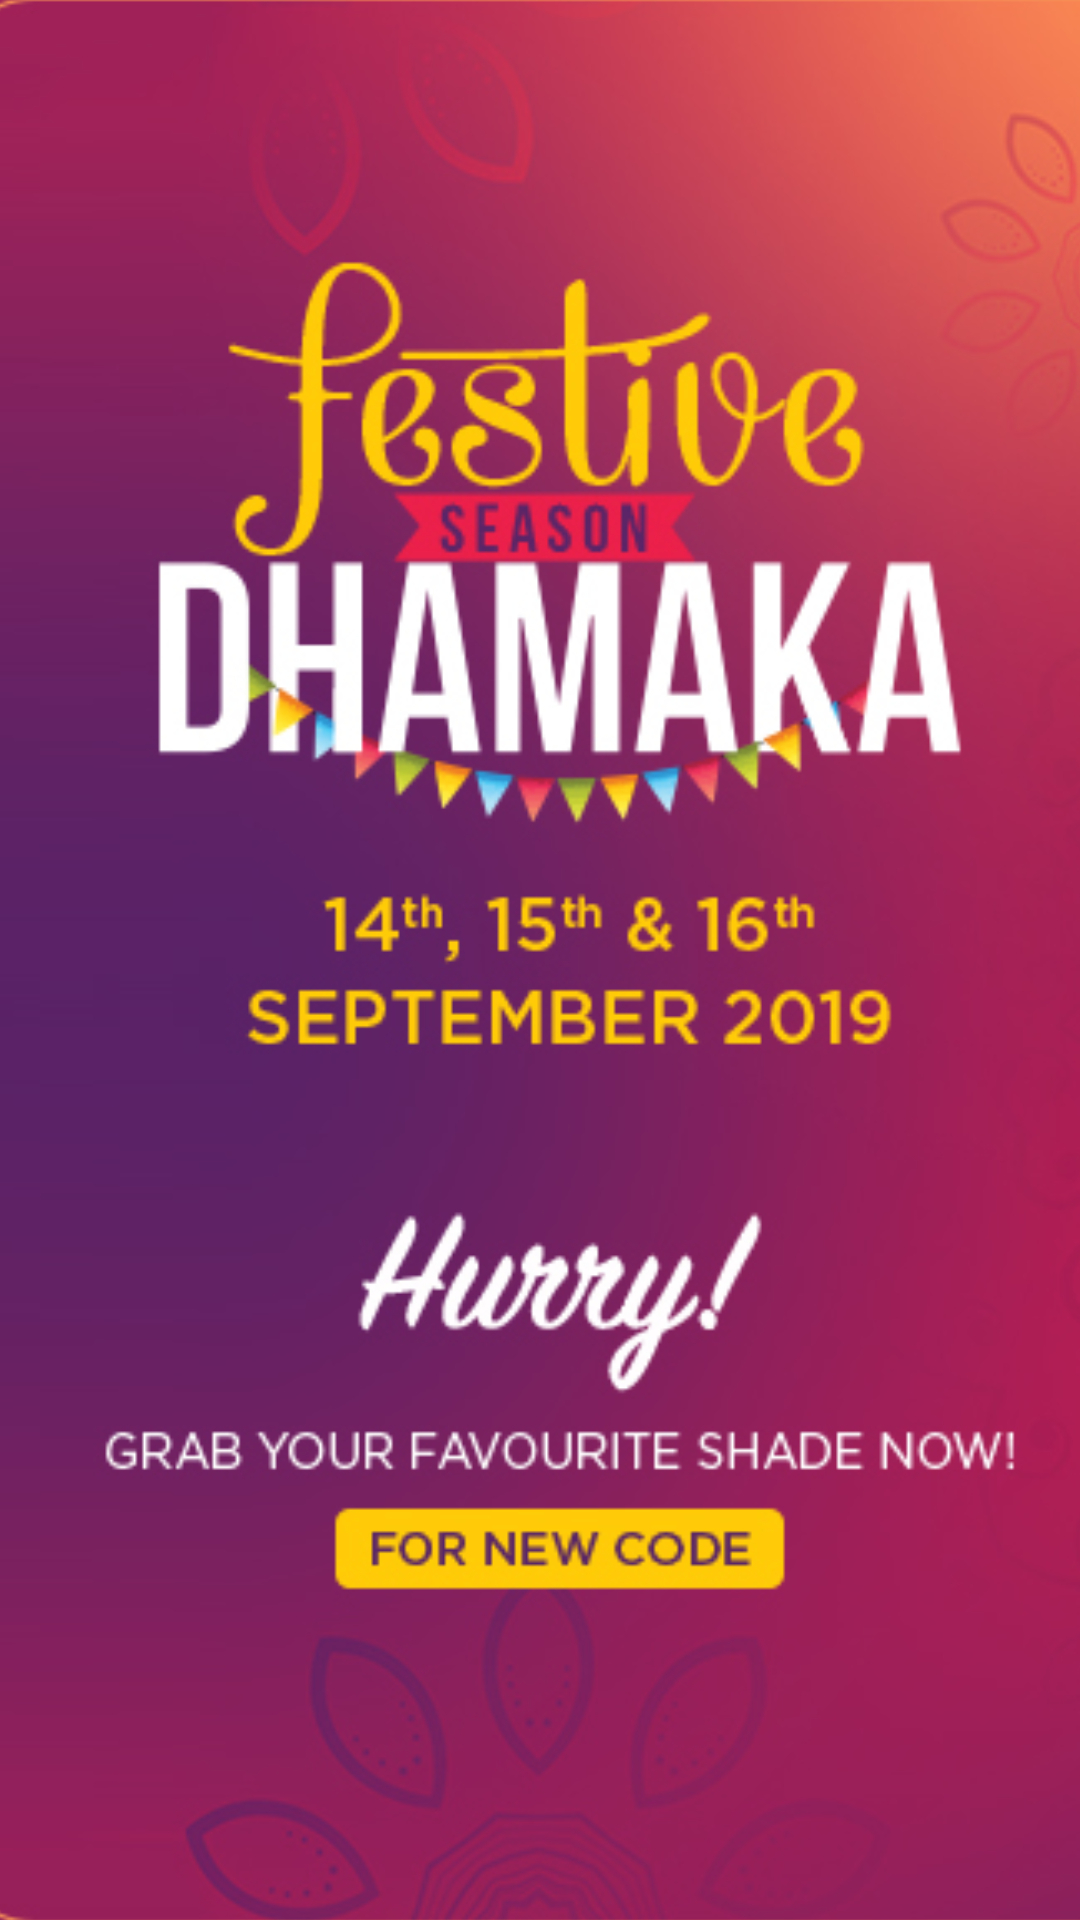 festive
SEASON
DHAMAKA
14th, 15th & 16th
SEPTEMBER 2019
Hurry!
GRAB YOUR FAVOURITE SHADE NOW!
FOR NEW CODE